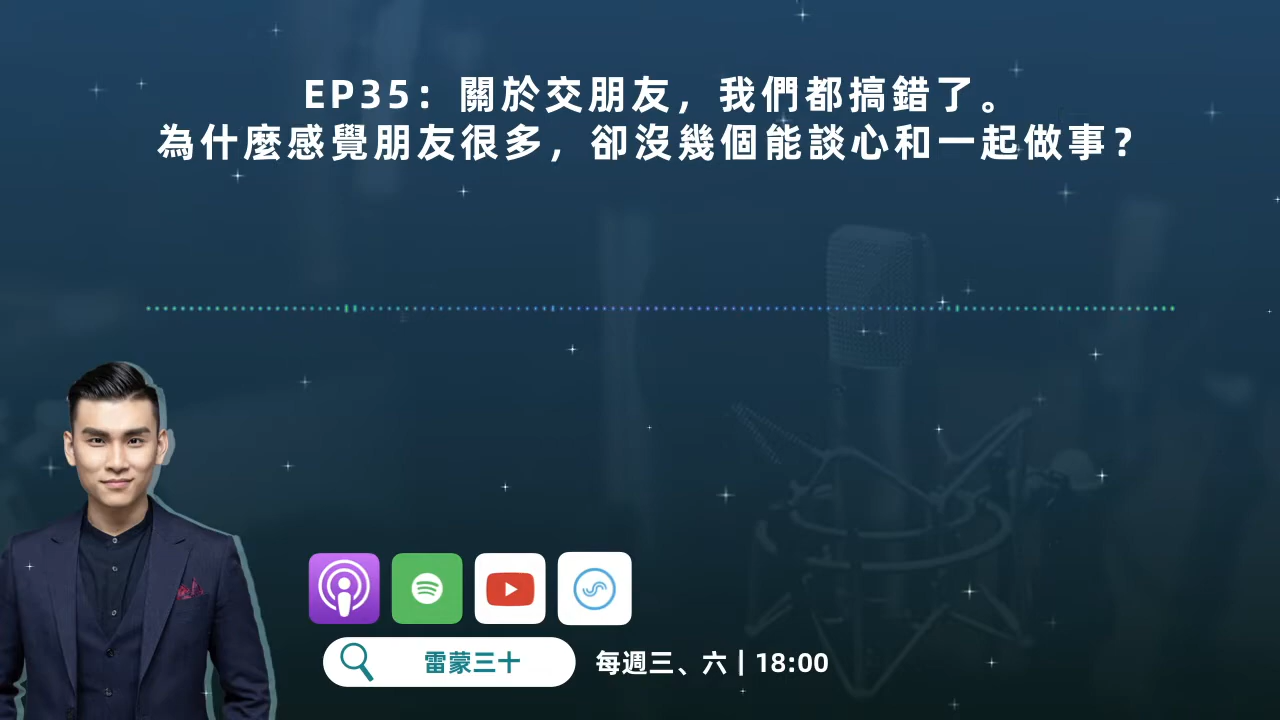 EP35：關於交朋友，我們都搞錯了。
為什麼感覺朋友很多，卻沒幾個能談心和一起做事？
雷蒙三十
每週三、六｜18:00